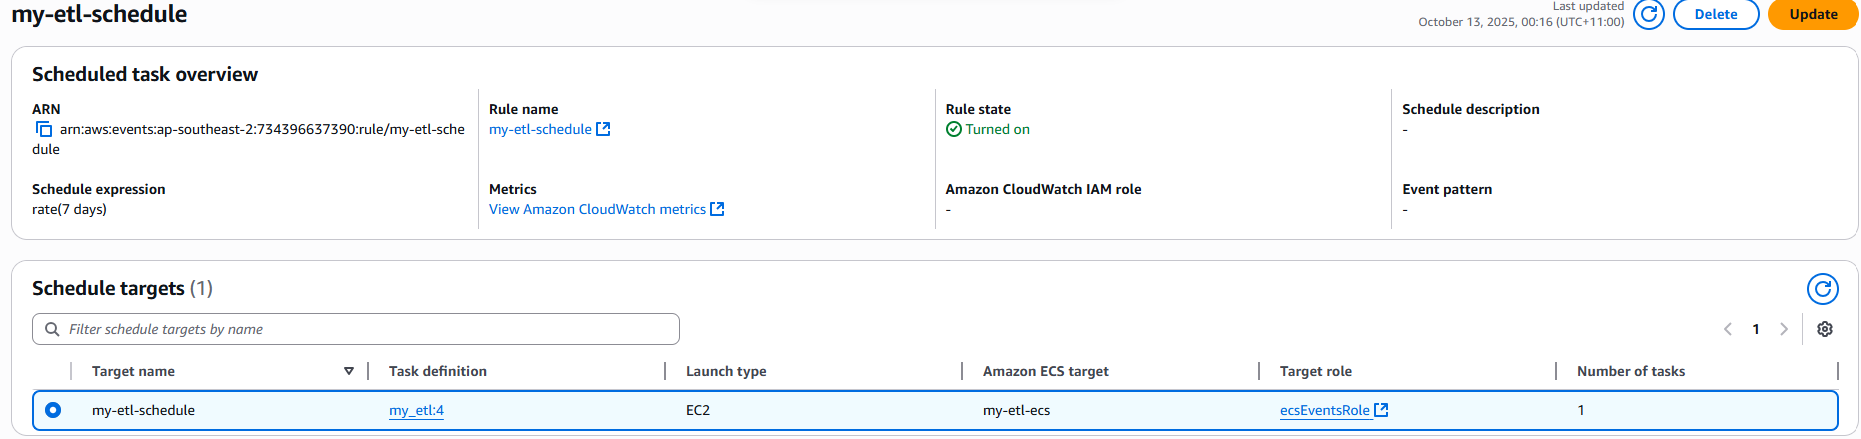 my-etl-schedule
Last updated
October 13, 2025, 00:16 (UTC+11:00)
Delete
Update
Scheduled task overview
ARN
arn:aws:events:ap-southeast-2:734396637390:rule/my-etl-sche
dule
Rule name
my-etl-schedule
Rule state
Turned on
Schedule description
-
Schedule expression
rate(7 days)
Metrics
View Amazon CloudWatch metrics
Amazon CloudWatch IAM role
-
Event pattern
-
Schedule targets (1)
Filter schedule targets by name
1
Target name
Task definition
Launch type
Amazon ECS target
Target role
Number of tasks
my-etl-schedule
my_etl:4
EC2
my-etl-ecs
ecsEventsRole
1